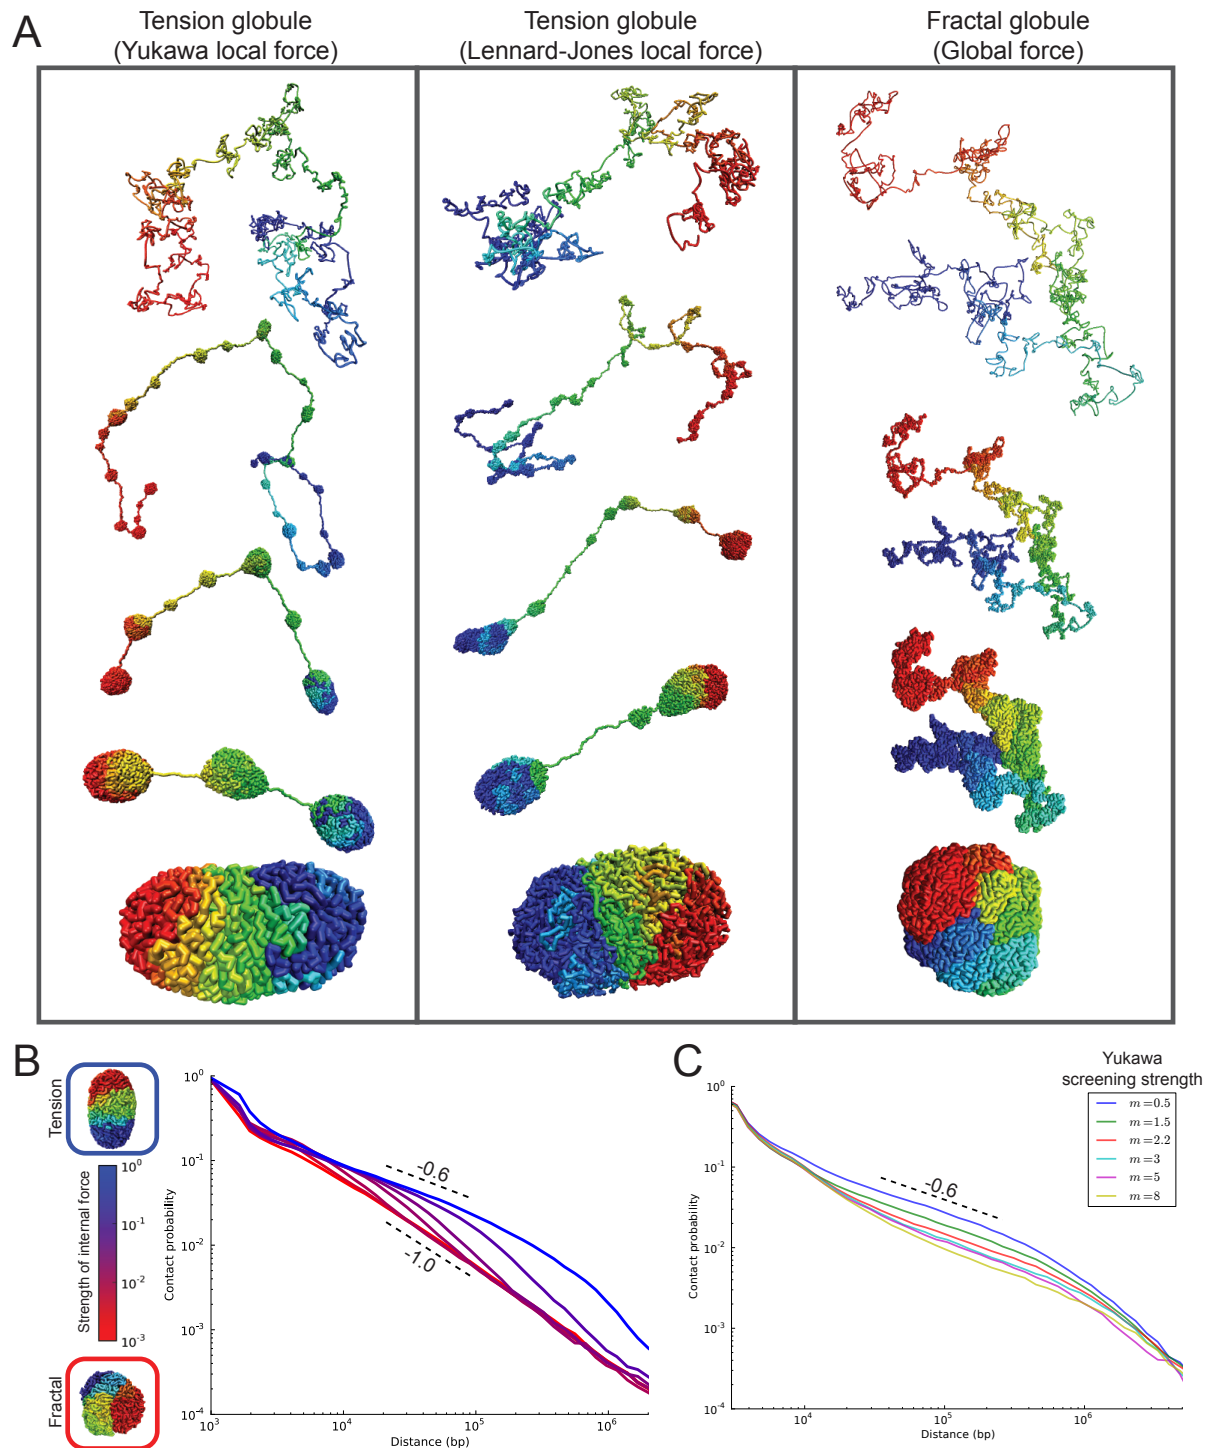 A
Tension globule
(Yukawa local force)
Tension globule
(Lennard-Jones local force)
Fractal globule
(Global force)
B
Tension
Strength of internal force
10^0
10^-1
10^-2
10^-3
Fractal
Contact probability
10^0
10^-1
10^-2
10^-3
10^-4
-0.6
-1.0
10^3
10^4
10^5
10^6
Distance (bp)
C
Yukawa
screening strength
m=0.5
m=1.5
m=2.2
m=3
m=5
m=8
Contact probability
10^0
10^-1
10^-2
10^-3
10^-4
-0.6
10^4
10^5
10^6
Distance (bp)